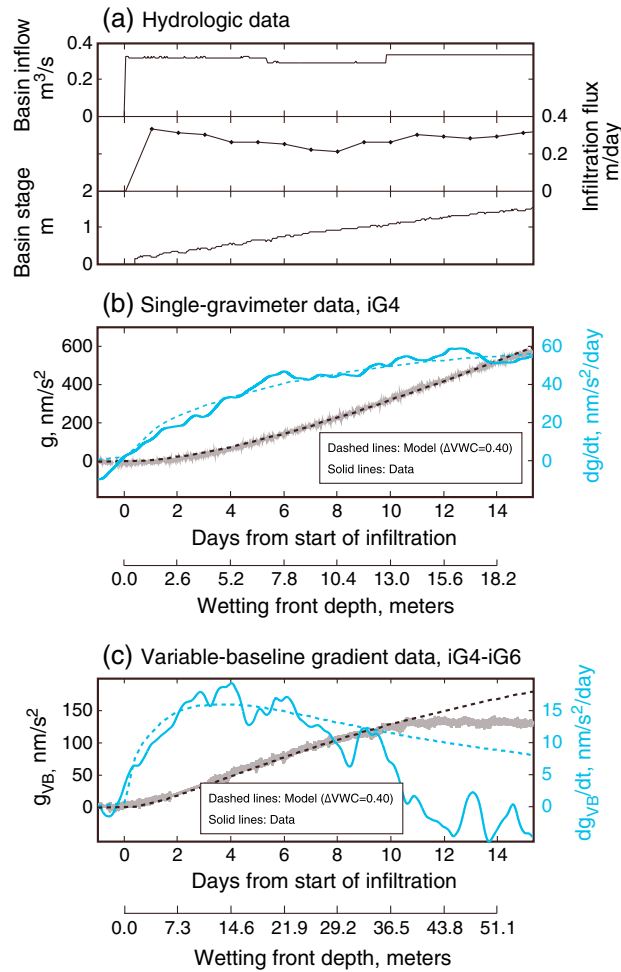 (a) Hydrologic data
Basin inflow
m³/s
0.4
0.2
0
Infiltration flux
m/day
0.4
0.2
0
Basin stage
m
2
1
0
(b) Single-gravimeter data, iG4
g, nm/s²
600
400
200
0
dg/dt, nm/s²/day
60
40
20
0
Dashed lines: Model (ΔVWC=0.40)
Solid lines: Data
0 2 4 6 8 10 12 14
Days from start of infiltration
0.0 2.6 5.2 7.8 10.4 13.0 15.6 18.2
Wetting front depth, meters
(c) Variable-baseline gradient data, iG4-iG6
gVB, nm/s²
150
100
50
0
dgVB/dt, nm/s²/day
15
10
5
0
Dashed lines: Model (ΔVWC=0.40)
Solid lines: Data
0 2 4 6 8 10 12 14
Days from start of infiltration
0.0 7.3 14.6 21.9 29.2 36.5 43.8 51.1
Wetting front depth, meters